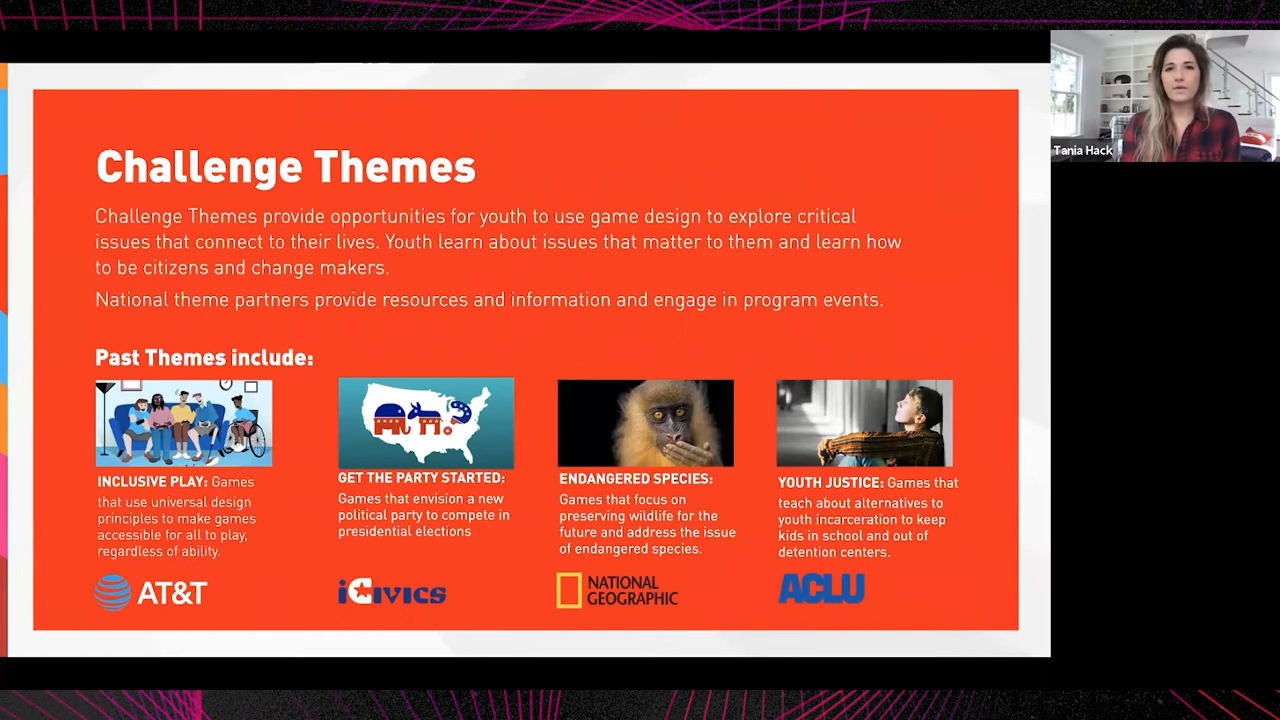 Challenge Themes
Challenge Themes provide opportunities for youth to use game design to explore critical
issues that connect to their lives. Youth learn about issues that matter to them and learn how
to be citizens and change makers.
National theme partners provide resources and information and engage in program events.
Past Themes include:
INCLUSIVE PLAY: Games
that use universal design
principles to make games
accessible for all to play,
regardless of ability.
AT&T
GET THE PARTY STARTED:
Games that envision a new
political party to compete in
presidential elections
iCivics
ENDANGERED SPECIES:
Games that focus on
preserving wildlife for the
future and address the issue
of endangered species.
NATIONAL
GEOGRAPHIC
YOUTH JUSTICE: Games that
teach about alternatives to
youth incarceration to keep
kids in school and out of
detention centers.
ACLU
Tania Hack